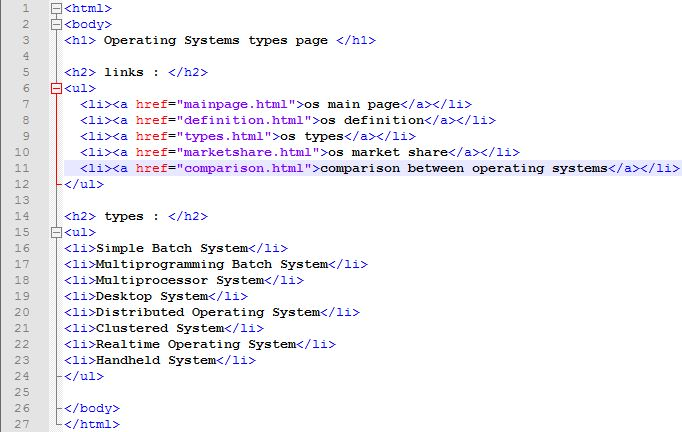 1 <html>
2 <body>
3 <h1> Operating Systems types page </h1>
4
5 <h2> links : </h2>
6 <ul>
7   <li><a href="mainpage.html">os main page</a></li>
8   <li><a href="definition.html">os definition</a></li>
9   <li><a href="types.html">os types</a></li>
10   <li><a href="marketshare.html">os market share</a></li>
11   <li><a href="comparison.html">comparison between operating systems</a></li>
12 </ul>
13
14 <h2> types : </h2>
15 <ul>
16 <li>Simple Batch System</li>
17 <li>Multiprogramming Batch System</li>
18 <li>Multiprocessor System</li>
19 <li>Desktop System</li>
20 <li>Distributed Operating System</li>
21 <li>Clustered System</li>
22 <li>Realtime Operating System</li>
23 <li>Handheld System</li>
24 </ul>
25
26 </body>
27 </html>